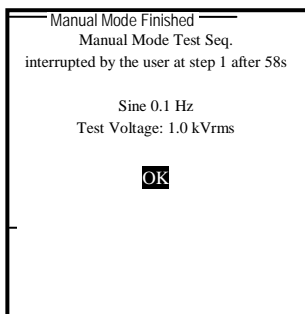 Manual Mode Finished
Manual Mode Test Seq.
interrupted by the user at step 1 after 58s
Sine 0.1 Hz
Test Voltage: 1.0 kVrms
OK